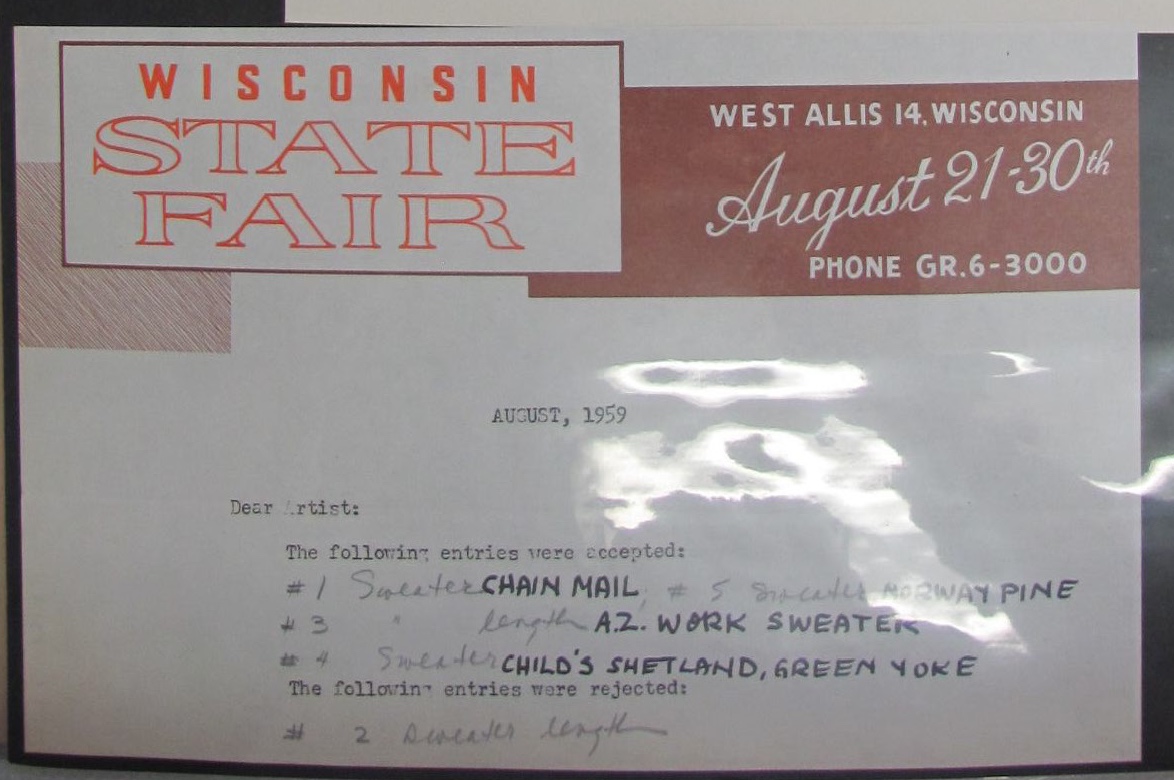 WISCONSIN
STATE
FAIR
WEST ALLIS 14, WISCONSIN
August 21-30th
PHONE GR.6-3000
AUGUST, 1959
Dear Artist:
The following entries were accepted:
# 1 Sweater CHAIN MAIL, # 5 Sweater NORWAY PINE
# 3 " length A.Z. WORK SWEATER
# 4 Sweater CHILD'S SHETLAND, GREEN YOKE
The following entries were rejected:
# 2 sweater length